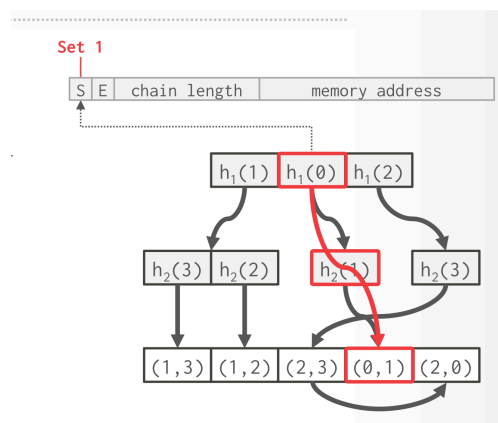 Set 1
S E chain length memory address
h₁(1) h₁(0) h₁(2)
h₂(3) h₂(2) h₂(1) h₂(3)
(1,3) (1,2) (2,3) (0,1) (2,0)